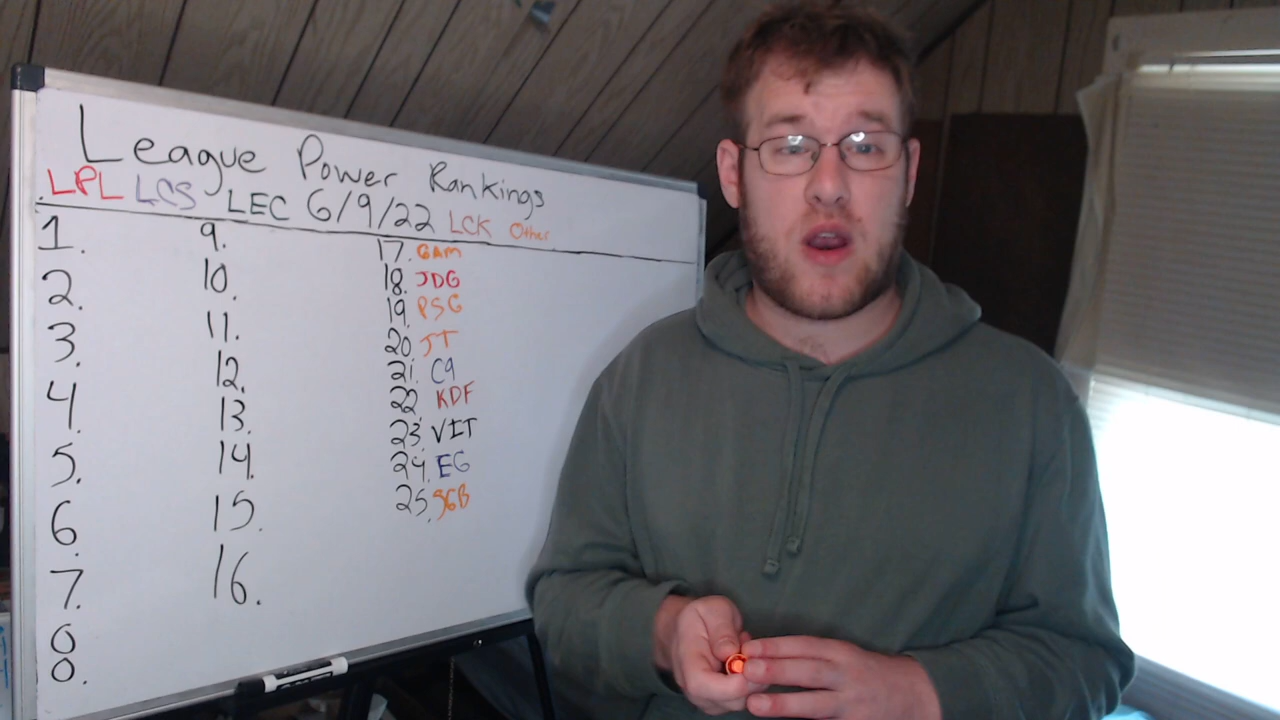 League Power Rankings
LPL LCS LEC 6/9/22 LCK Other
1.
2.
3.
4.
5.
6.
7.
8.
9.
10.
11.
12.
13.
14.
15.
16.
17. GAM
18. JDG
19. PSG
20. JT
21. C9
22. KDF
23. VIT
24. EG
25. SGB